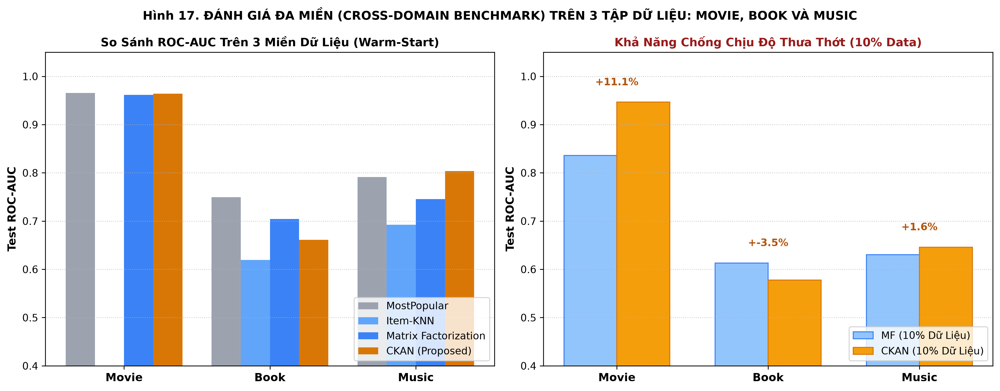 Hình 17. ĐÁNH GIÁ ĐA MIỀN (CROSS-DOMAIN BENCHMARK) TRÊN 3 TẬP DỮ LIỆU: MOVIE, BOOK VÀ MUSIC
So Sánh ROC-AUC Trên 3 Miền Dữ Liệu (Warm-Start)
Test ROC-AUC
1.0
0.9
0.8
0.7
0.6
0.5
0.4
MostPopular
Item-KNN
Matrix Factorization
CKAN (Proposed)
Movie
Book
Music
Khả Năng Chống Chịu Độ Thưa Thớt (10% Data)
Test ROC-AUC
1.0
0.9
0.8
0.7
0.6
0.5
0.4
+11.1%
+-3.5%
+1.6%
MF (10% Dữ Liệu)
CKAN (10% Dữ Liệu)
Movie
Book
Music